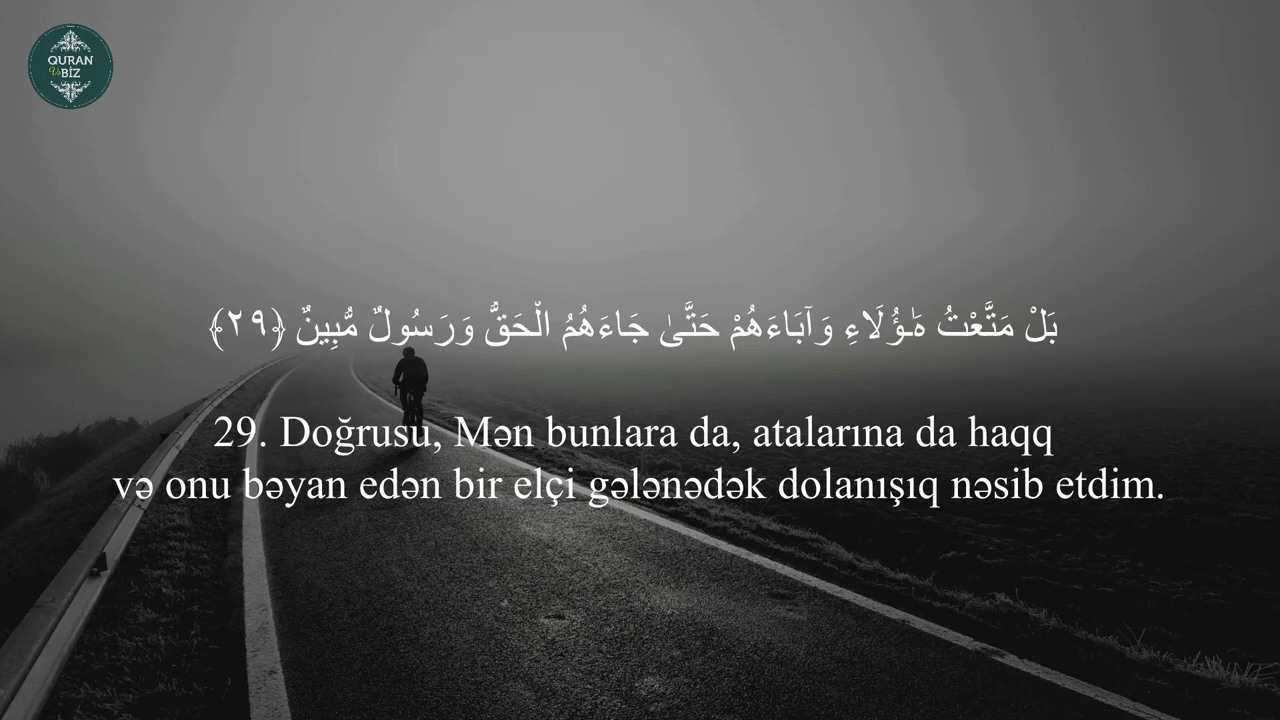 QURAN
Və BİZ
بَلْ مَتَّعْتُ هَٰؤُلَاءِ وَآبَاءَهُمْ حَتَّىٰ جَاءَهُمُ الْحَقُّ وَرَسُولٌ مُّبِينٌ ﴿٢٩﴾
29. Doğrusu, Mən bunlara da, atalarına da haqq
və onu bəyan edən bir elçi gələnədək dolanışıq nəsib etdim.